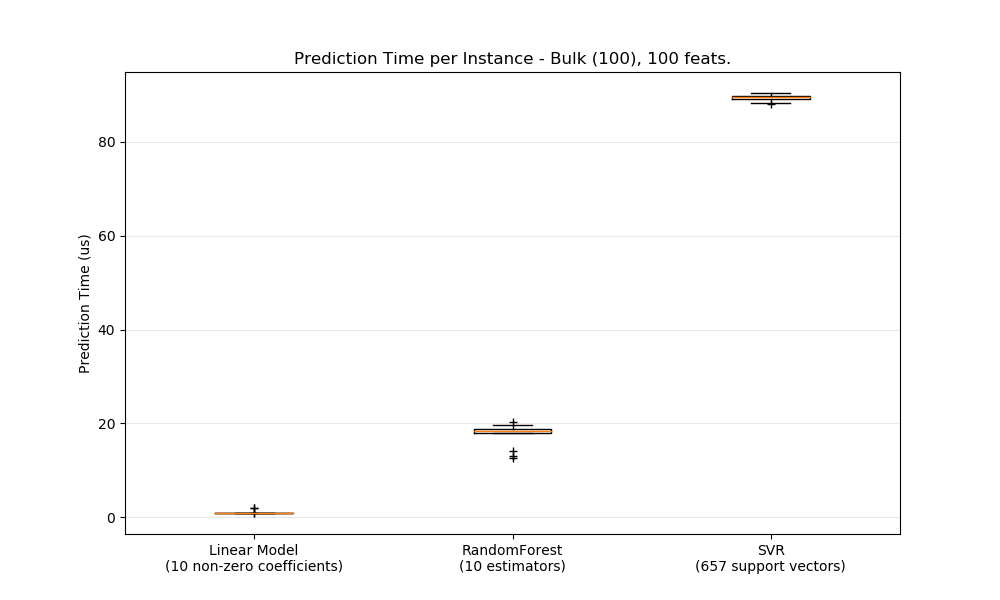 Prediction Time per Instance - Bulk (100), 100 feats.
Prediction Time (us)
80
60
40
20
0
Linear Model
(10 non-zero coefficients)
RandomForest
(10 estimators)
SVR
(657 support vectors)